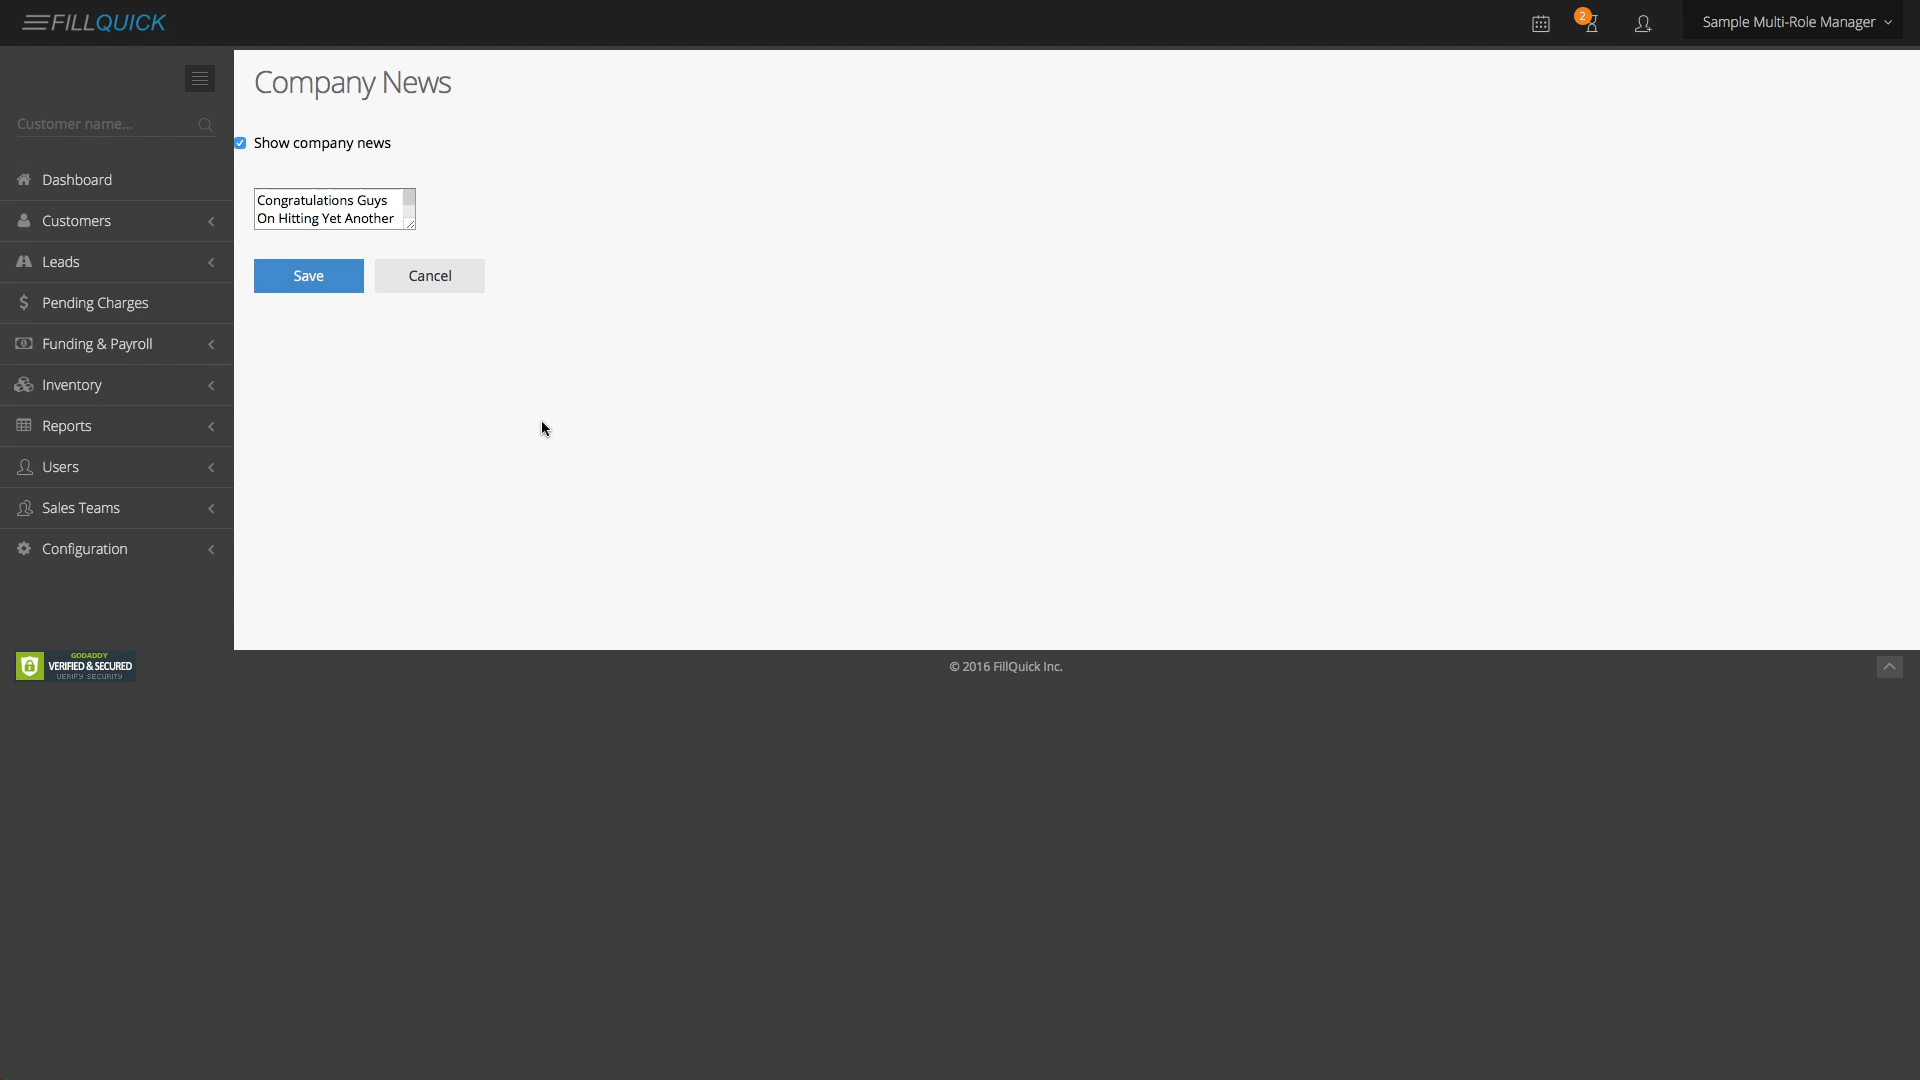 FILLQUICK
2
Sample Multi-Role Manager
Customer name...
Dashboard
Customers
Leads
Pending Charges
Funding & Payroll
Inventory
Reports
Users
Sales Teams
Configuration
Company News
Show company news
Congratulations Guys
On Hitting Yet Another
Save
Cancel
GODADDY
VERIFIED & SECURED
VERIFY SECURITY
© 2016 FillQuick Inc.